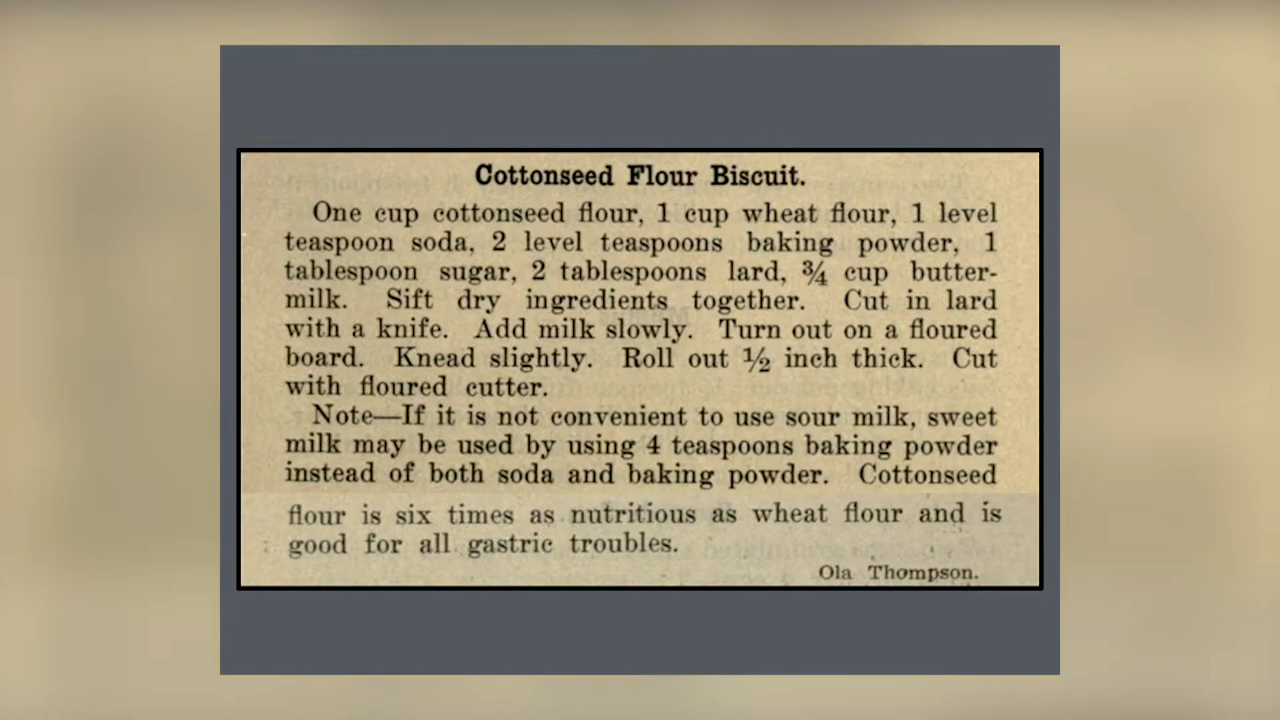 Cottonseed Flour Biscuit.
One cup cottonseed flour, 1 cup wheat flour, 1 level
teaspoon soda, 2 level teaspoons baking powder, 1
tablespoon sugar, 2 tablespoons lard, ¾ cup butter-
milk. Sift dry ingredients together. Cut in lard
with a knife. Add milk slowly. Turn out on a floured
board. Knead slightly. Roll out ½ inch thick. Cut
with floured cutter.
Note—If it is not convenient to use sour milk, sweet
milk may be used by using 4 teaspoons baking powder
instead of both soda and baking powder. Cottonseed
flour is six times as nutritious as wheat flour and is
good for all gastric troubles.
Ola Thompson.